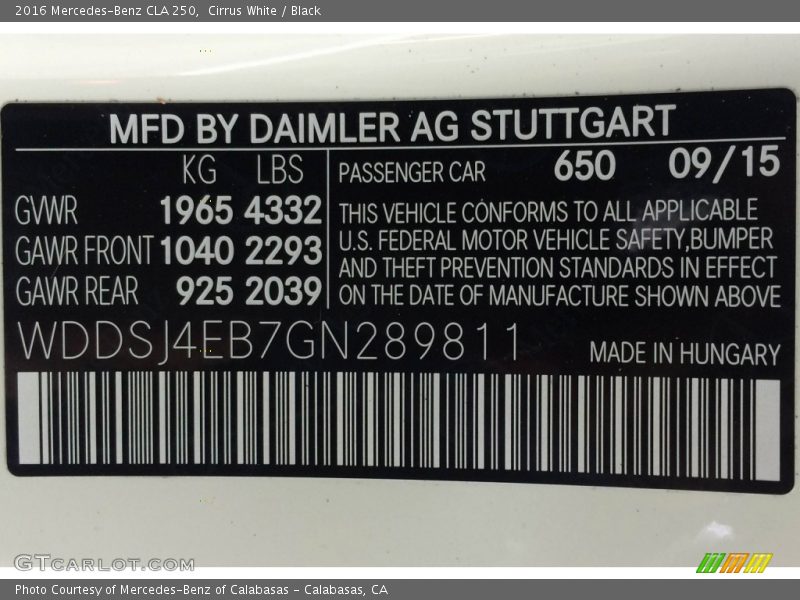 2016 Mercedes-Benz CLA 250,  Cirrus White / Black
MFD BY DAIMLER AG STUTTGART
KG LBS
GVWR 1965 4332
GAWR FRONT 1040 2293
GAWR REAR 925 2039
PASSENGER CAR 650 09/15
THIS VEHICLE CONFORMS TO ALL APPLICABLE
U.S. FEDERAL MOTOR VEHICLE SAFETY,BUMPER
AND THEFT PREVENTION STANDARDS IN EFFECT
ON THE DATE OF MANUFACTURE SHOWN ABOVE
WDDSJ4EB7GN289811
MADE IN HUNGARY
GTCARLOT.COM
Photo Courtesy of Mercedes-Benz of Calabasas - Calabasas, CA